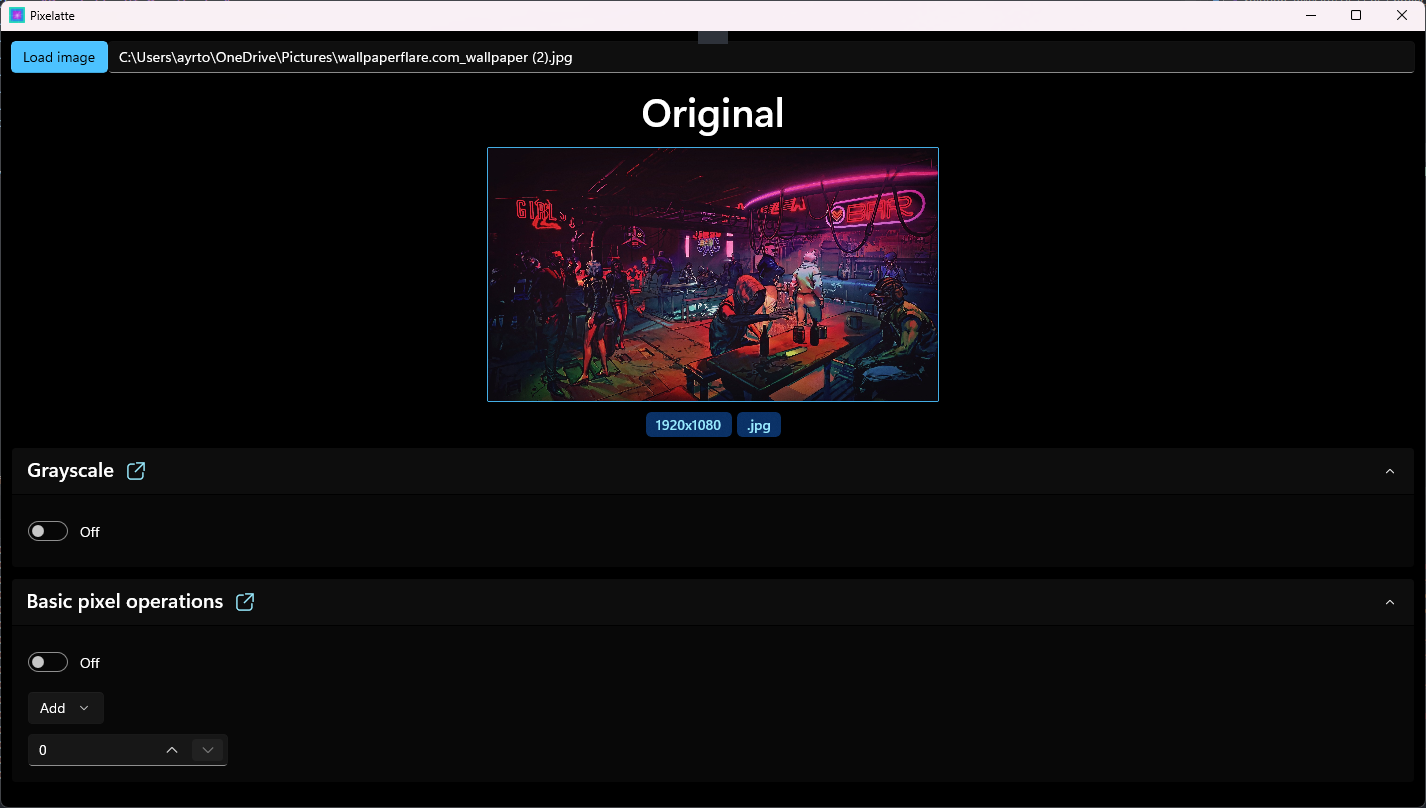 Pixelatte
Load image C:\Users\ayrto\OneDrive\Pictures\wallpaperflare.com_wallpaper (2).jpg
Original
GIRLS
BAR
1920x1080 .jpg
Grayscale
Off
Basic pixel operations
Off
Add
0